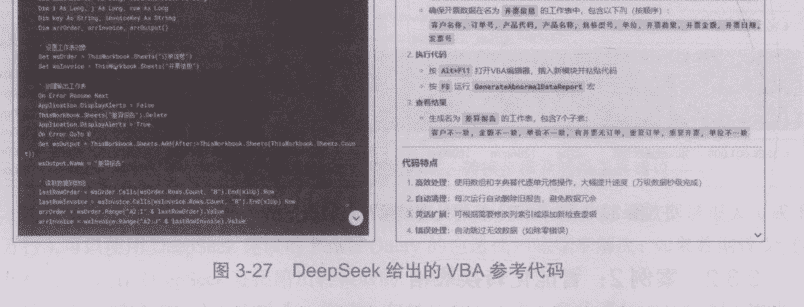 Dim i As Long, j As Long, row As Long
Dim key As String, invoiceKey As String
Dim arrOrder, arrInvoice, arrOutput()
' 设置工作表对象
Set wsOrder = ThisWorkbook.Sheets("订单流程")
Set wsInvoice = ThisWorkbook.Sheets("开票信息")
' 创建输出工作表
On Error Resume Next
Application.DisplayAlerts = False
ThisWorkbook.Sheets("差异报告").Delete
Application.DisplayAlerts = True
On Error GoTo 0
Set wsOutput = ThisWorkbook.Sheets.Add(After:=ThisWorkbook.Sheets(ThisWorkbook.Sheets.Coun
t))
wsOutput.Name = "差异报告"
' 读取数据到数组
lastRowOrder = wsOrder.Cells(wsOrder.Rows.Count, "B").End(xlUp).Row
lastRowInvoice = wsInvoice.Cells(wsInvoice.Rows.Count, "B").End(xlUp).Row
arrOrder = wsOrder.Range("A2:I" & lastRowOrder).Value
arrInvoice = wsInvoice.Range("A2:J" & lastRowInvoice).Value
确保开票数据在名为 开票信息 的工作表中，包含以下列（按顺序）：
客户名称，订单号，产品代码，产品名称，规格型号，单位，开票数量，开票金额，开票日期，
发票号
2. 执行代码
按 Alt+F11 打开VBA编辑器，插入新模块并粘贴代码
按 F5 运行 GenerateAbnormalDataReport 宏
3. 查看结果
生成名为 差异报告 的工作表，包含7个子表：
客户不一致，金额不一致，单价不一致，有开票无订单，重复订单，重复开票，单位不一致
代码特点
1. 高效处理：使用数组和字典替代逐单元格操作，大幅提升速度（万级数据秒级完成）
2. 自动清理：每次运行自动删除旧报告，避免数据冗余
3. 灵活扩展：可根据需要修改列索引或添加新检查逻辑
4. 错误处理：自动跳过无效数据（如除零错误）
图 3-27 DeepSeek 给出的 VBA 参考代码